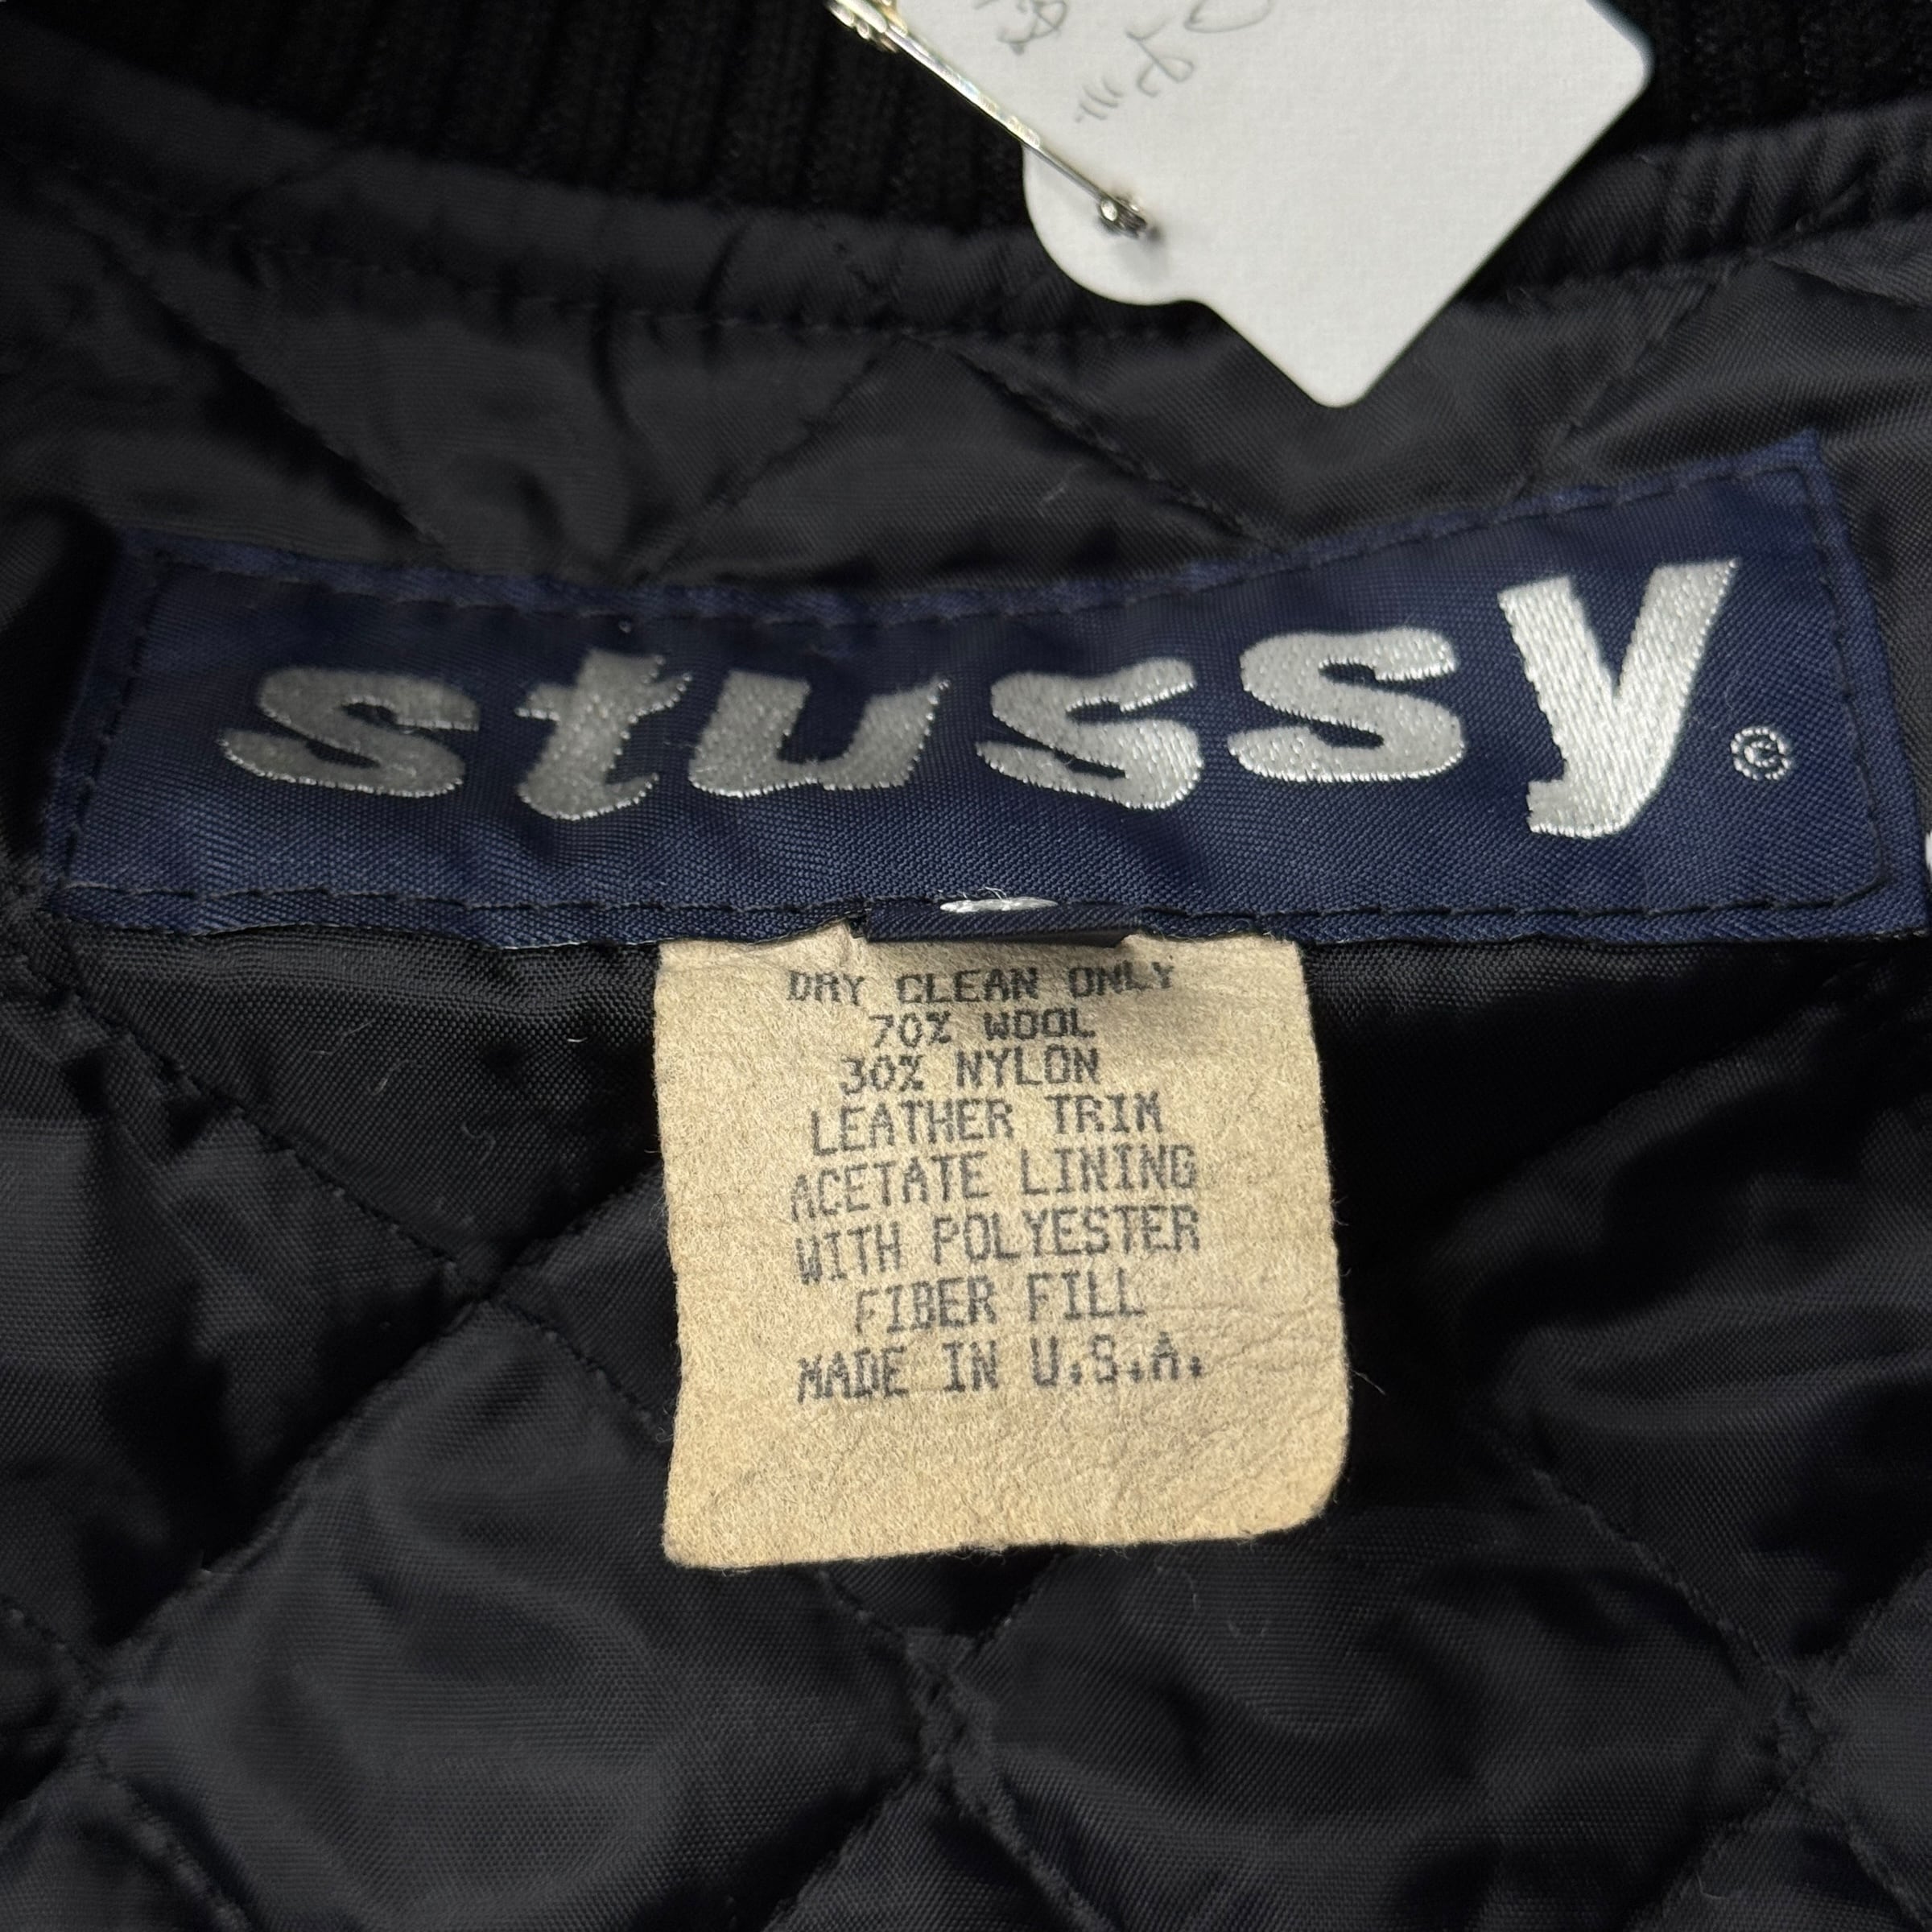 stussy©
DRY CLEAN ONLY
70% WOOL
30% NYLON
LEATHER TRIM
ACETATE LINING
WITH POLYESTER
FIBER FILL
MADE IN U.S.A.